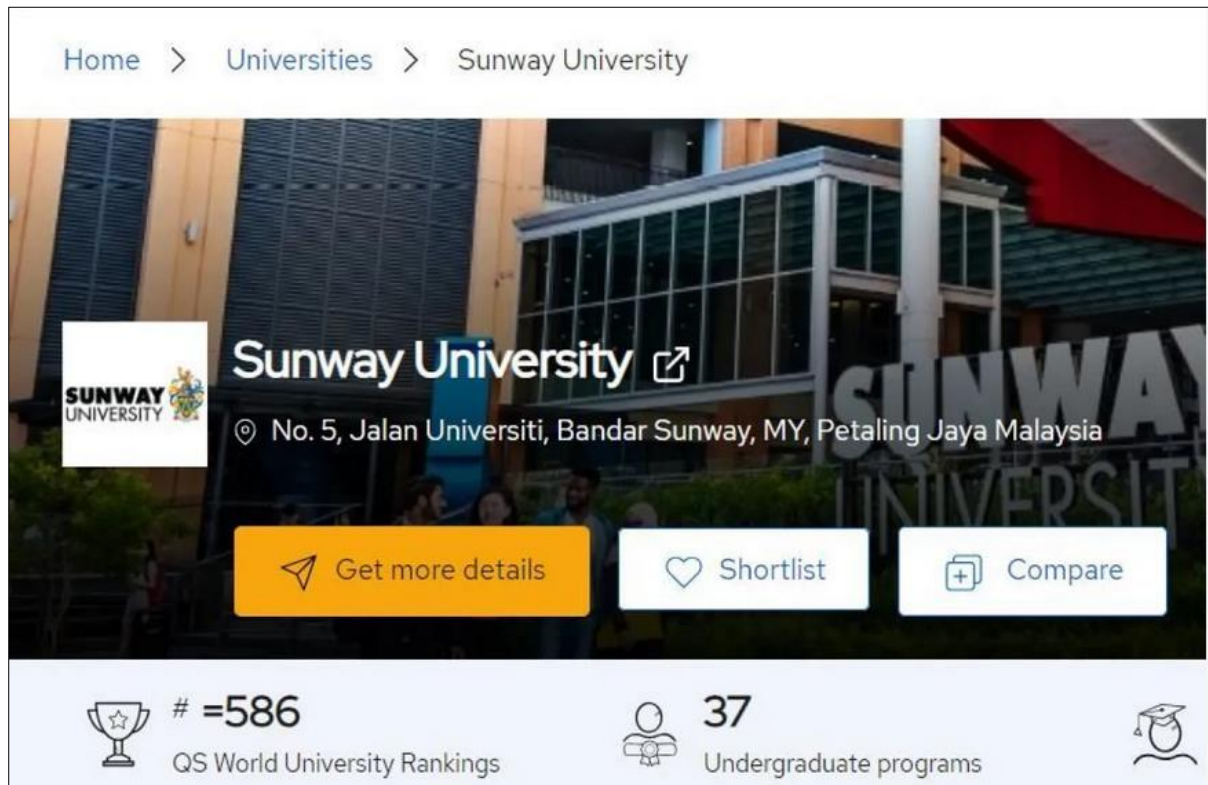 Home > Universities > Sunway University
Sunway University
SUNWAY
UNIVERSITY
No. 5, Jalan Universiti, Bandar Sunway, MY, Petaling Jaya Malaysia
SUNWAY
UNIVERSIT
Get more details
Shortlist
Compare
# =586
37
QS World University Rankings
Undergraduate programs